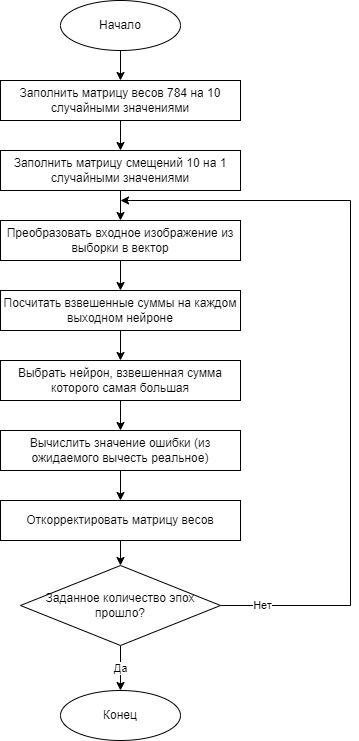 Начало
Заполнить матрицу весов 784 на 10
случайными значениями
Заполнить матрицу смещений 10 на 1
случайными значениями
Преобразовать входное изображение из
выборки в вектор
Посчитать взвешенные суммы на каждом
выходном нейроне
Выбрать нейрон, взвешенная сумма
которого самая большая
Вычислить значение ошибки (из
ожидаемого вычесть реальное)
Откорректировать матрицу весов
Заданное количество эпох
прошло?
Нет
Да
Конец